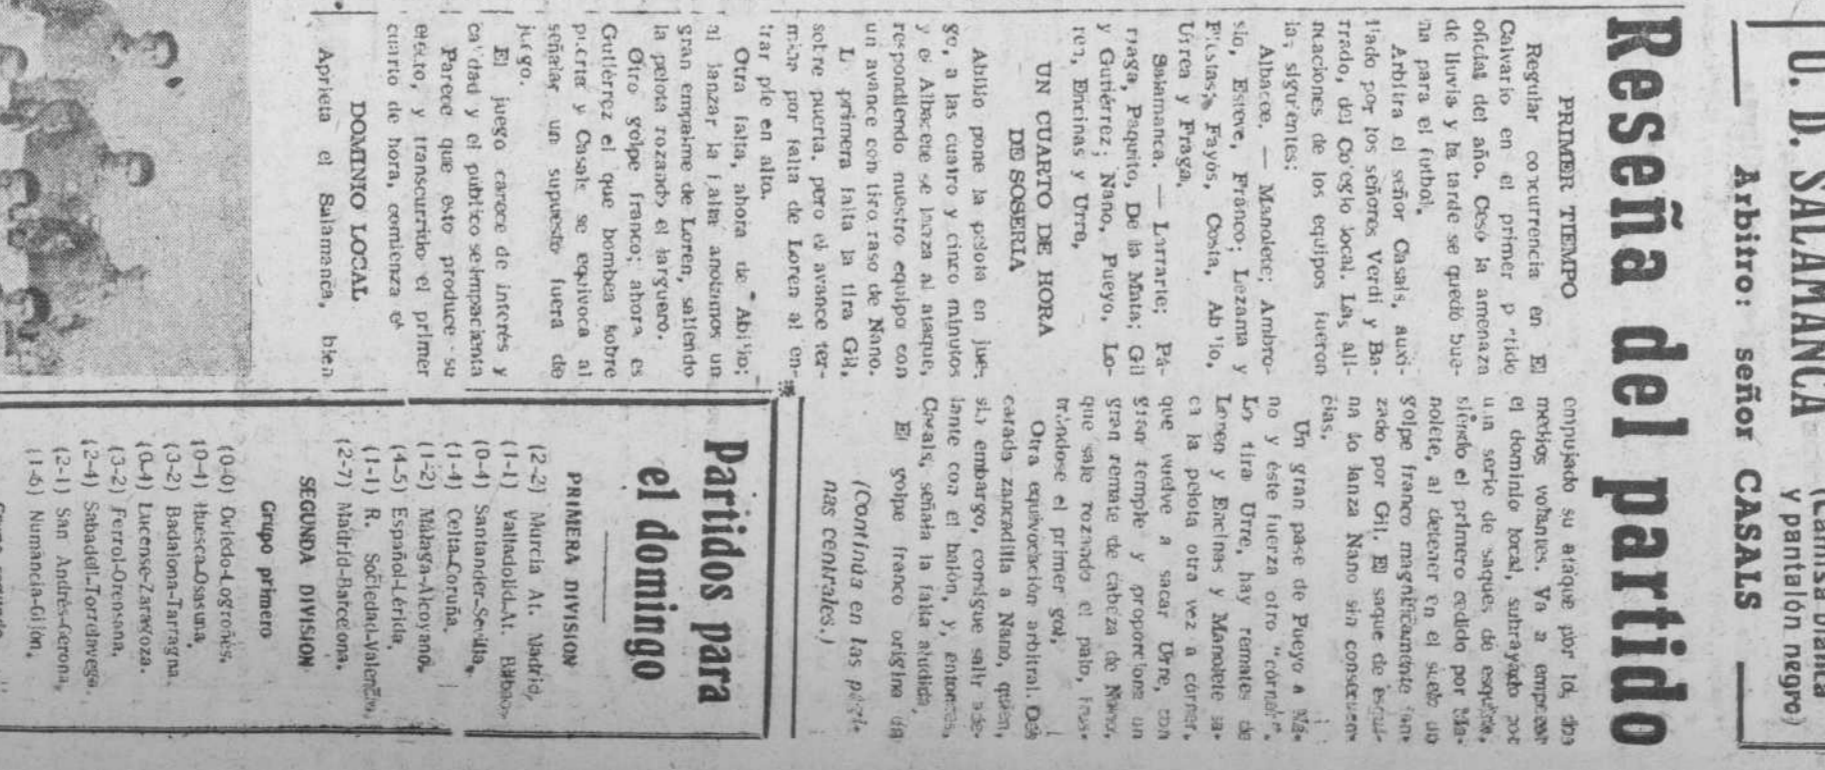 U. D. SALAMANCA
(Camisa blanca
y pantalón negro)
Arbitro: señor CASALS
Reseña del partido
PRIMER TIEMPO
Regular concurrencia en El
Calvario en el primer partido
oficial del año. Cesó la amenaza
de lluvia y la tarde se quedó bue-
na para el futbol.
Arbitra el señor Casals, auxi-
liado por los señores Verdi y Ba-
rrado, del Colegio local. Las ali-
neaciones de los equipos fueron
las siguientes:
Albacee. — Manolete; Ambro-
sio, Esteve, Franco; Lezama y
Fayos, Costa, Abilio,
Urrea y Fraga.
Salamanca. — Larrarte; Pá-
rraga, Paquito, De la Mata; Gil
y Gutiérrez; Nano, Pueyo, Lo-
ren, Encinas y Urre,
UN CUARTO DE HORA
DE SOSERIA
Abilio pone la pelota en jue-
go, a las cuatro y cinco minutos
y el Albacete se lanza al ataque,
respondiendo nuestro equipo con
un avance con tiro raso de Nano.
La primera falta la tira Gil,
sobre puerta, pero el avance ter-
mina por falta de Loren al en-
trar pie en alto.
Otra falta, ahora de Abilio;
al lanzar la falta anotamos un
gran empalme de Loren, saliendo
la pelota rozando el larguero.
Otro golpe franco; ahora es
Gutiérrez el que bombea sobre
puerta y Casals se equivoca al
señalar un supuesto fuera de
juego.
El juego carece de interés y
calidad y el publico se impacienta
Parece que esto produce su
efecto, y transcurrido el primer
cuarto de hora, comienza el
DOMINIO LOCAL
Aprieta el Salamanca, bien
empujado su ataque por los dos
medios volantes. Va a empezar
el dominio local, subrayado por
una serie de saques de esquina,
siendo el primero cedido por Ma-
nolete, al detener en el suelo un
golpe franco magníficamente lan-
zado por Gil. El saque de esqui-
na lo lanza Nano sin consecuen-
cias.
Un gran pase de Pueyo a Na-
no y éste fuerza otro "córner".
Lo tira Urre, hay remates de
Loren y Encinas y Manolete sa-
ca la pelota otra vez a córner,
que vuelve a sacar Urre, con
gran temple y proporciona un
gran remate de cabeza de Nano,
que sale rozando el palo, frus-
trándose el primer gol.
Otra equivocación arbitral. Des-
carada zancadilla a Nano, quien,
sin embargo, consigue salir ade-
lante con el balón, y, entonces,
Casals, señala la falta aludida,
El golpe franco origina un
(Continúa en las pági-
nas centrales.)
Partidos para
el domingo
PRIMERA DIVISION
(2-2) Murcia At. Madrid,
(1-1) Valladolid-At. Bilbao
(0-4) Santander-Sevilla,
(1-4) Celta-Coruña,
(1-2) Málaga-Alcoyano.
(4-5) Español-Lérida,
(1-1) R. Sociedad-Valencia,
(2-7) Madrid-Barcelona.
SEGUNDA DIVISION
Grupo primero
(0-0) Oviedo-Logroñés.
(0-4) Huesca-Osasuna,
(3-2) Badalona-Tarragna.
(0-4) Lucense-Zaragoza.
(3-2) Ferrol-Orensana.
(2-4) Sabadell-Torrelavega.
(2-1) San Andrés-Gerona,
(1-6) Numancia-Gijón.